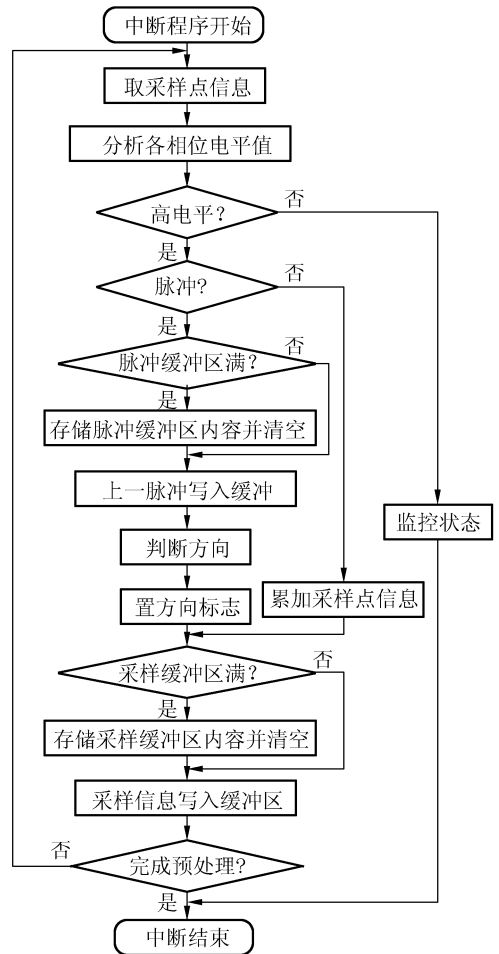 中断程序开始
取采样点信息
分析各相位电平值
否
高电平?
是
否
脉冲?
是
否
脉冲缓冲区满?
是
存储脉冲缓冲区内容并清空
上一脉冲写入缓冲
监控状态
判断方向
累加采样点信息
置方向标志
否
采样缓冲区满?
是
存储采样缓冲区内容并清空
采样信息写入缓冲区
否
完成预处理?
是
中断结束